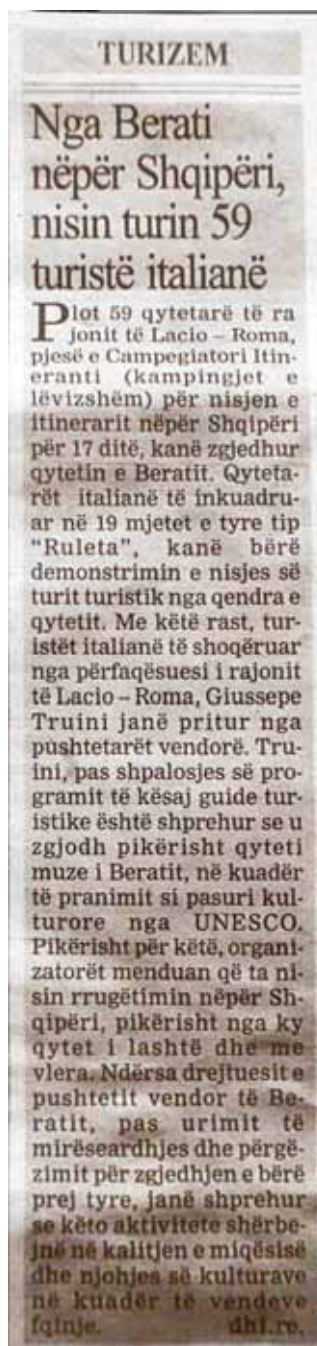 TURIZEM
Nga Berati
nëpër Shqipëri,
nisin turin 59
turistë italianë
Plot 59 qytetarë të ra
jonit të Lacio – Roma,
pjesë e Campegiatori Itin-
eranti (kampingjet e
lëvizshëm) për nisjen e
itinerarit nëpër Shqipëri
për 17 ditë, kanë zgjedhur
qytetin e Beratit. Qyteta-
rët italianë të inkuadru-
ar në 19 mjetet e tyre tip
“Ruleta”, kanë bërë
demonstrimin e nisjes së
turit turistik nga qendra e
qytetit. Me këtë rast, tur-
istët italianë të shoqëruar
nga përfaqësuesi i rajonit
të Lacio – Roma, Giussepe
Truini janë pritur nga
pushtetarët vendorë. Tru-
ini, pas shpalosjes së pro-
gramit të kësaj guide tur-
istike është shprehur se u
zgjodh pikërisht qyteti
muze i Beratit, në kuadër
të pranimit si pasuri kul-
turore nga UNESCO.
Pikërisht për këtë, organi-
zatorët menduan që ta ni-
sin rrugëtimin nëpër Sh-
qipëri, pikërisht nga ky
qytet i lashtë dhe me
vlera. Ndërsa drejtuesit e
pushtetit vendor të Be-
ratit, pas urimit të
mirëseardhjes dhe përgë-
zimit për zgjedhjen e bërë
prej tyre, janë shprehur
se këto aktivitete shërbe-
jnë në kalitjen e miqësisë
dhe njohjes së kulturave
në kuadër të vendeve
fqinje. dhi.re.